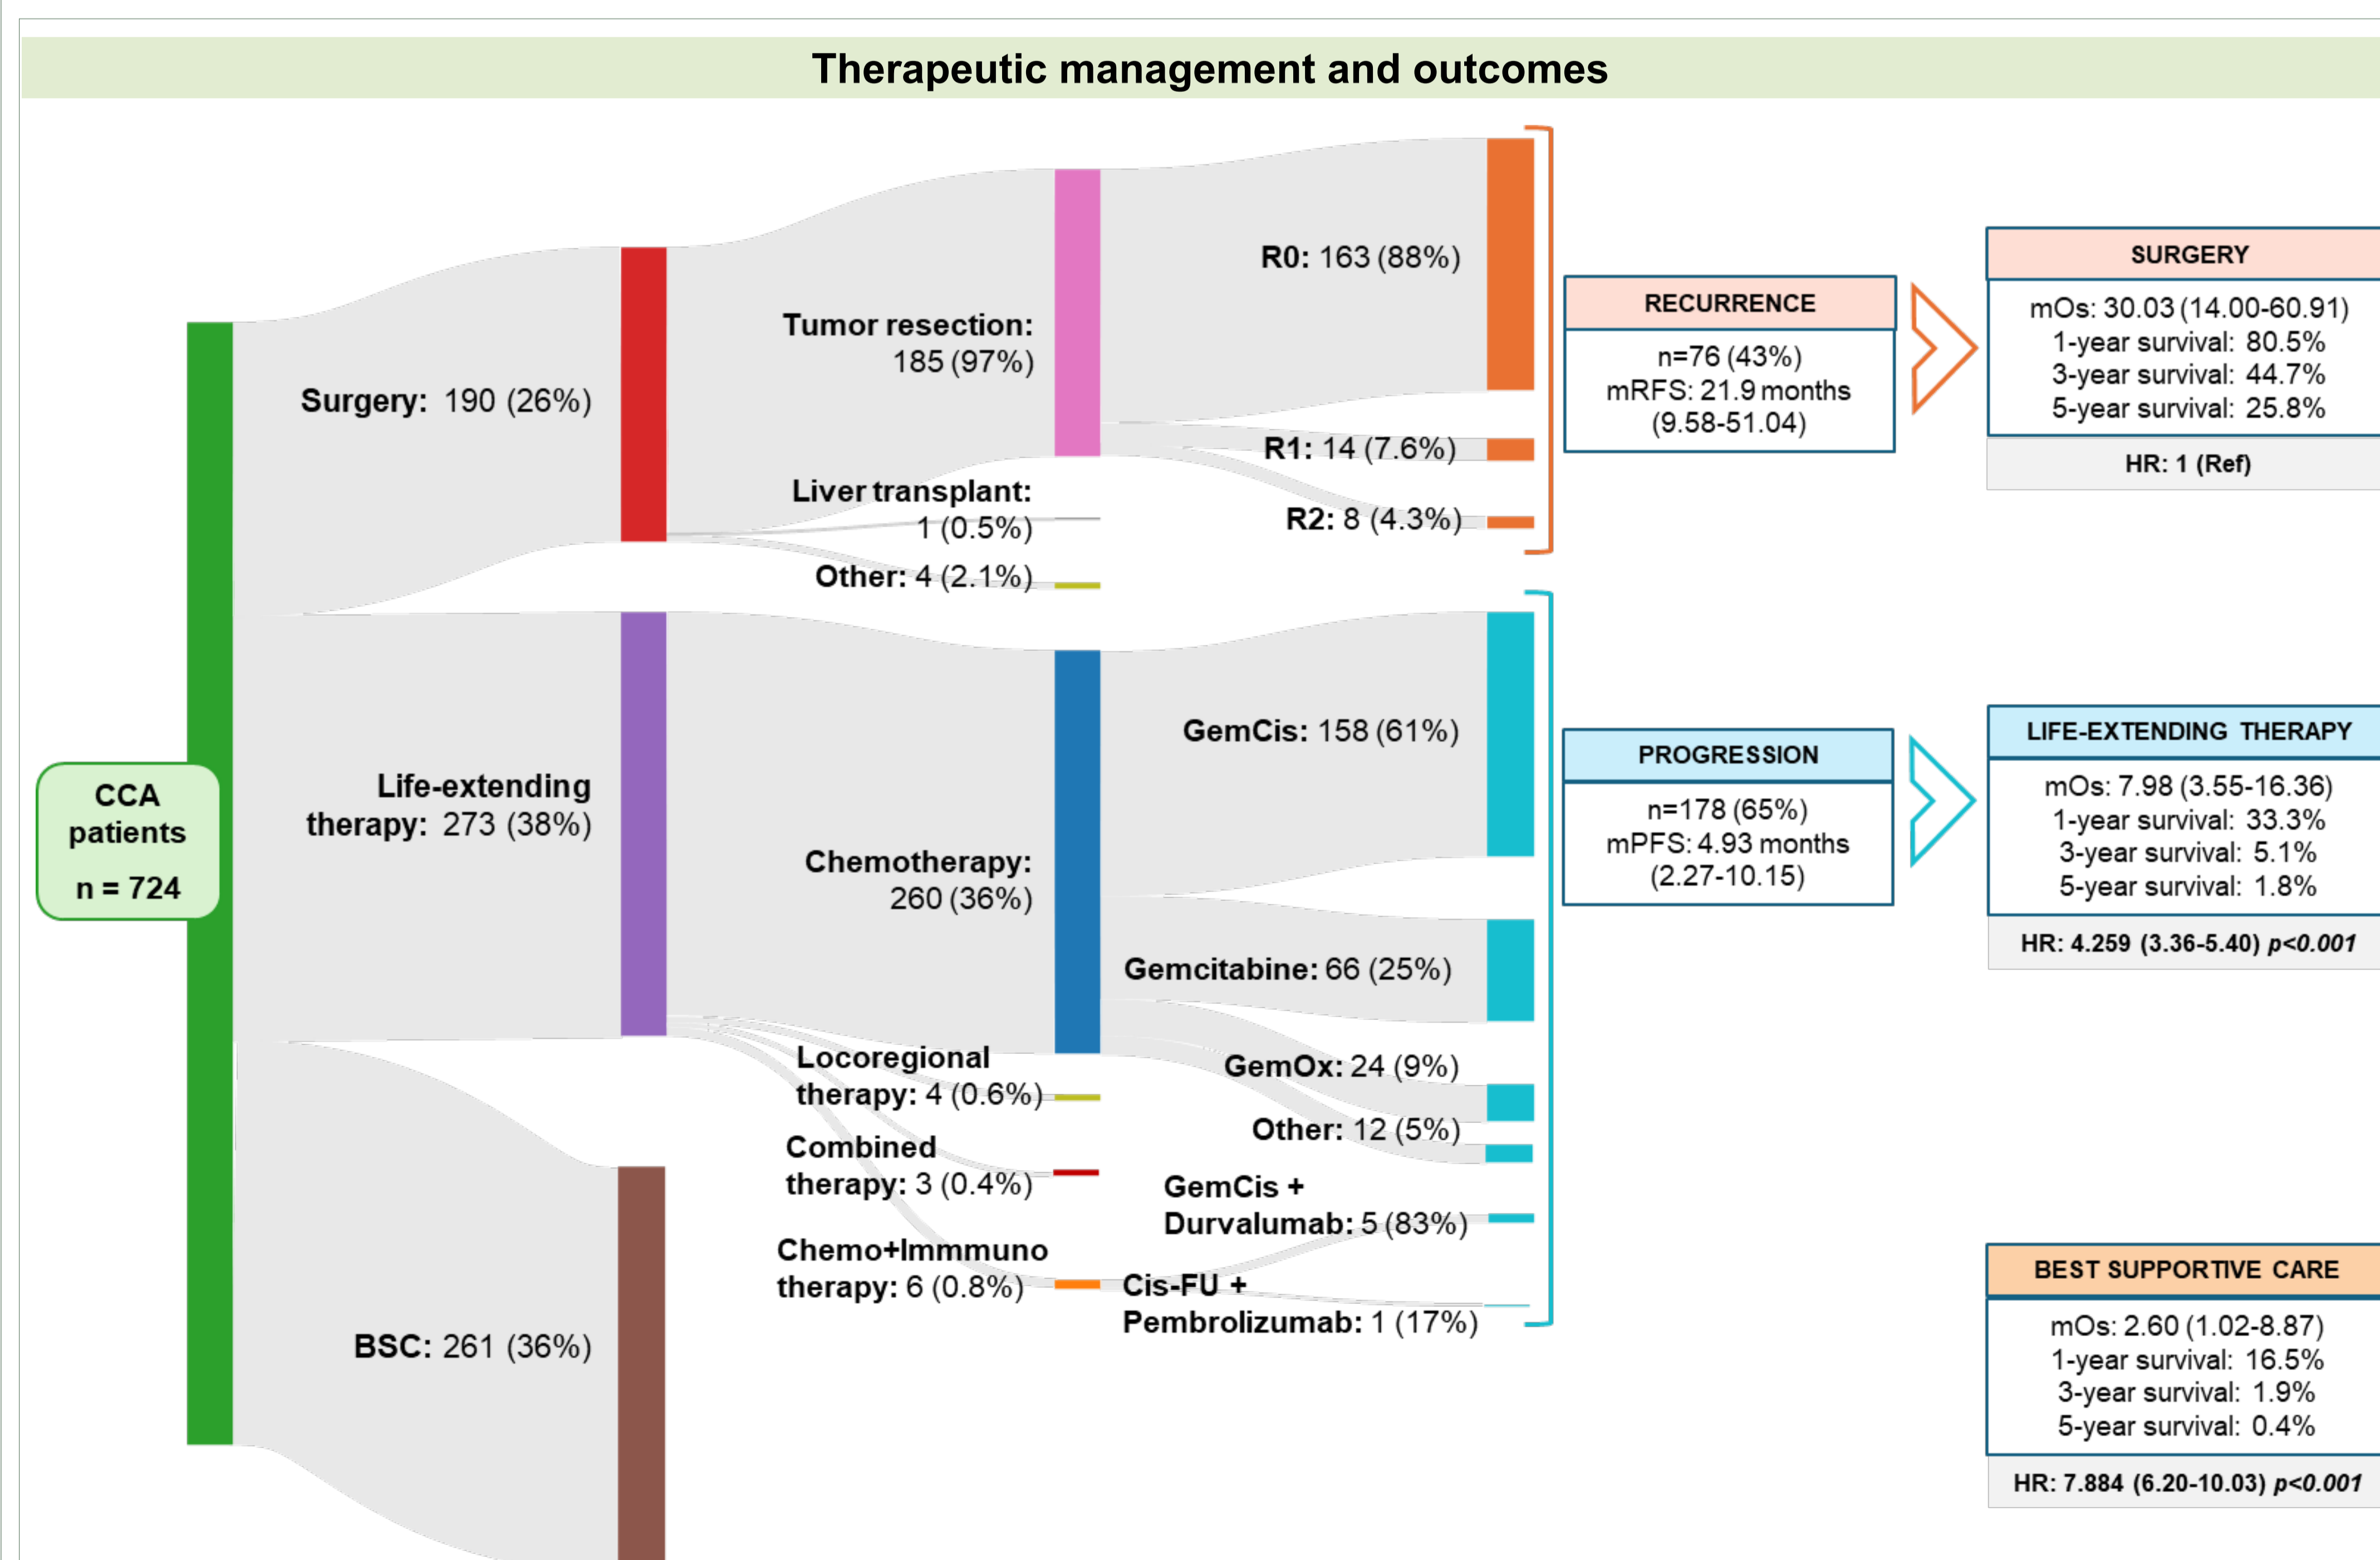 Therapeutic management and outcomes
CCA
patients
n = 724
Surgery: 190 (26%)
Life-extending
therapy: 273 (38%)
BSC: 261 (36%)
Tumor resection:
185 (97%)
Liver transplant:
1 (0.5%)
Other: 4 (2.1%)
Chemotherapy:
260 (36%)
Locoregional
therapy: 4 (0.6%)
Combined
therapy: 3 (0.4%)
Chemo+Immmuno
therapy: 6 (0.8%)
R0: 163 (88%)
R1: 14 (7.6%)
R2: 8 (4.3%)
GemCis: 158 (61%)
Gemcitabine: 66 (25%)
GemOx: 24 (9%)
Other: 12 (5%)
GemCis +
Durvalumab: 5 (83%)
Cis-FU +
Pembrolizumab: 1 (17%)
RECURRENCE
n=76 (43%)
mRFS: 21.9 months
(9.58-51.04)
PROGRESSION
n=178 (65%)
mPFS: 4.93 months
(2.27-10.15)
SURGERY
mOs: 30.03 (14.00-60.91)
1-year survival: 80.5%
3-year survival: 44.7%
5-year survival: 25.8%
HR: 1 (Ref)
LIFE-EXTENDING THERAPY
mOs: 7.98 (3.55-16.36)
1-year survival: 33.3%
3-year survival: 5.1%
5-year survival: 1.8%
HR: 4.259 (3.36-5.40) p<0.001
BEST SUPPORTIVE CARE
mOs: 2.60 (1.02-8.87)
1-year survival: 16.5%
3-year survival: 1.9%
5-year survival: 0.4%
HR: 7.884 (6.20-10.03) p<0.001